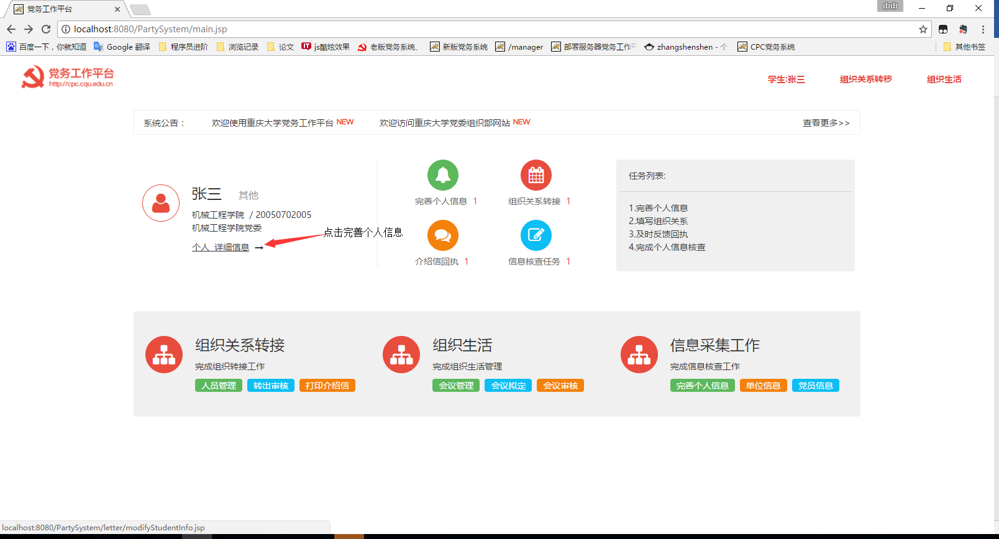 党务工作平台
申申
localhost:8080/PartySystem/main.jsp
百度一下，你就知道 Google 翻译 程序员进阶 浏览记录 论文 js酷炫效果 老版党务系统、 新版党务系统 /manager 部署服务器党务工作平 zhangshenshen - 个 CPC党务系统 其他书签
党务工作平台
http://cpc.cqu.edu.cn
学生:张三 组织关系转移 组织生活
系统公告： 欢迎使用重庆大学党务工作平台 NEW 欢迎访问重庆大学党委组织部网站 NEW 查看更多>>
张三 其他
机械工程学院 / 20050702005
机械工程学院党委
个人 详细信息
点击完善个人信息
完善个人信息 1
组织关系转接 1
介绍信回执 1
信息核查任务 1
任务列表:
1.完善个人信息
2.填写组织关系
3.及时反馈回执
4.完成个人信息核查
组织关系转接
完成组织转接工作
人员管理 转出审核 打印介绍信
组织生活
完成组织生活管理
会议管理 会议拟定 会议审核
信息采集工作
完成信息核查工作
完善个人信息 单位信息 党员信息
localhost:8080/PartySystem/letter/modifyStudentInfo.jsp